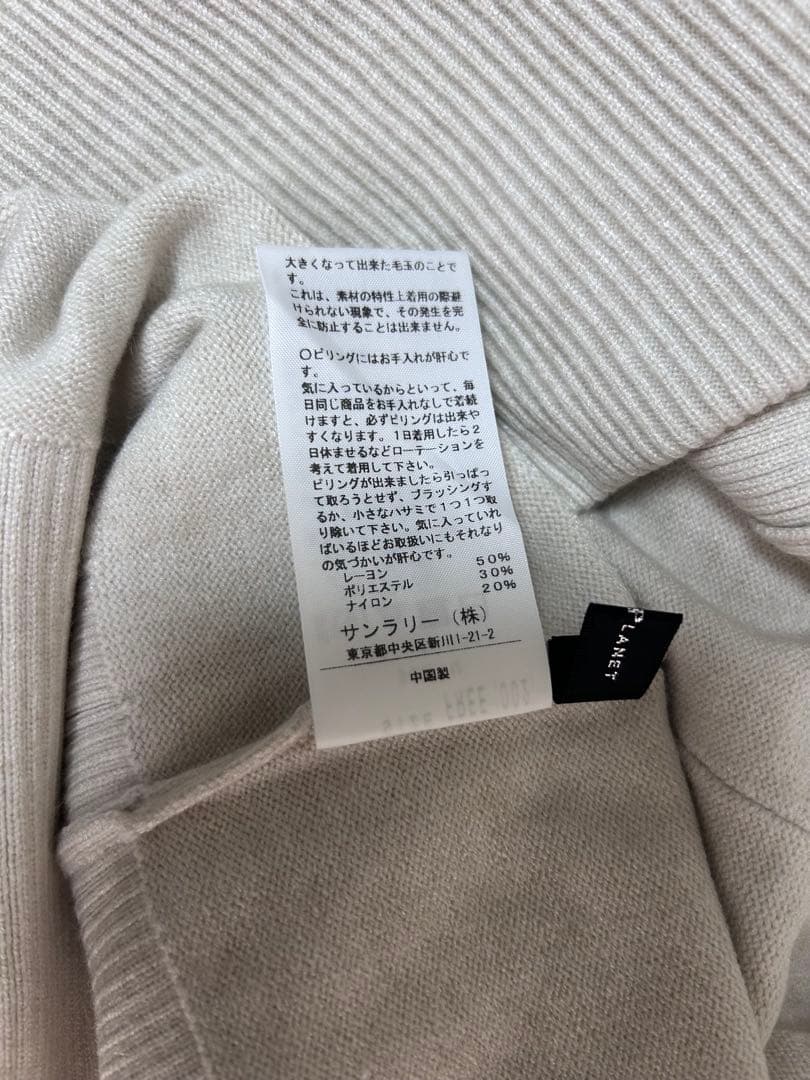 大きくなって出来た毛玉のことで
す。
これは、素材の特性上着用の際避
けられない現象で、その発生を完
全に防止することは出来ません。
○ピリングにはお手入れが肝心で
す。
気に入っているからといって、毎
日同じ商品をお手入れなしで着続
けますと、必ずピリングは出来や
すくなります。1日着用したら2
日休ませるなどローテーションを
考えて着用して下さい。
ピリングが出来ましたら引っぱっ
て取ろうとせず、ブラッシングす
るか、小さなハサミで1つ1つ取
り除いて下さい。気に入っていれ
ばいるほどお取扱いにもそれなり
の気づかいが肝心です。
レーヨン 50%
ポリエステル 30%
ナイロン 20%
サンラリー（株）
東京都中央区新川1-21-2
中国製
PLANET